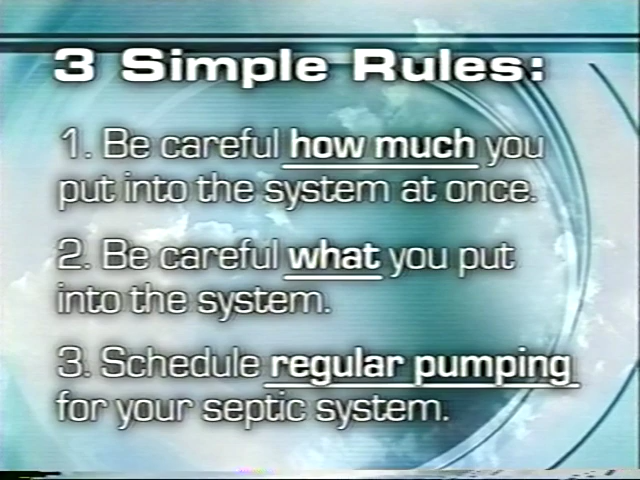 3 Simple Rules:
1. Be careful how much you
put into the system at once.
2. Be careful what you put
into the system.
3. Schedule regular pumping
for your septic system.